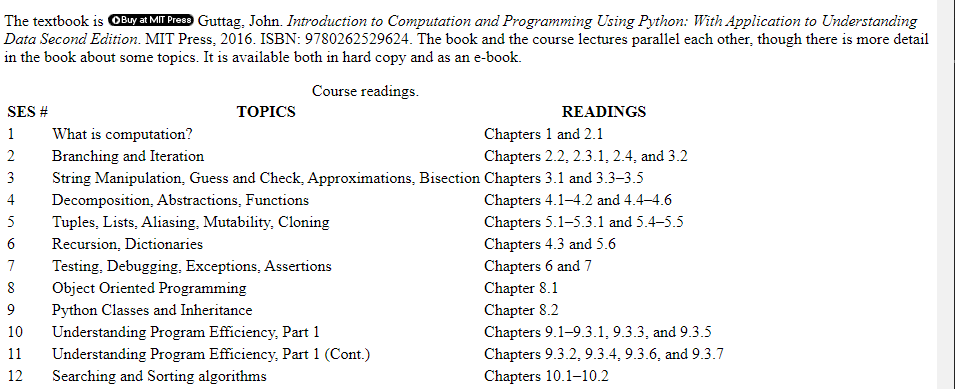 The textbook is Buy at MIT Press Guttag, John. Introduction to Computation and Programming Using Python: With Application to Understanding
Data Second Edition. MIT Press, 2016. ISBN: 9780262529624. The book and the course lectures parallel each other, though there is more detail
in the book about some topics. It is available both in hard copy and as an e-book.
Course readings.
SES # TOPICS READINGS
1 What is computation? Chapters 1 and 2.1
2 Branching and Iteration Chapters 2.2, 2.3.1, 2.4, and 3.2
3 String Manipulation, Guess and Check, Approximations, Bisection Chapters 3.1 and 3.3–3.5
4 Decomposition, Abstractions, Functions Chapters 4.1–4.2 and 4.4–4.6
5 Tuples, Lists, Aliasing, Mutability, Cloning Chapters 5.1–5.3.1 and 5.4–5.5
6 Recursion, Dictionaries Chapters 4.3 and 5.6
7 Testing, Debugging, Exceptions, Assertions Chapters 6 and 7
8 Object Oriented Programming Chapter 8.1
9 Python Classes and Inheritance Chapter 8.2
10 Understanding Program Efficiency, Part 1 Chapters 9.1–9.3.1, 9.3.3, and 9.3.5
11 Understanding Program Efficiency, Part 1 (Cont.) Chapters 9.3.2, 9.3.4, 9.3.6, and 9.3.7
12 Searching and Sorting algorithms Chapters 10.1–10.2